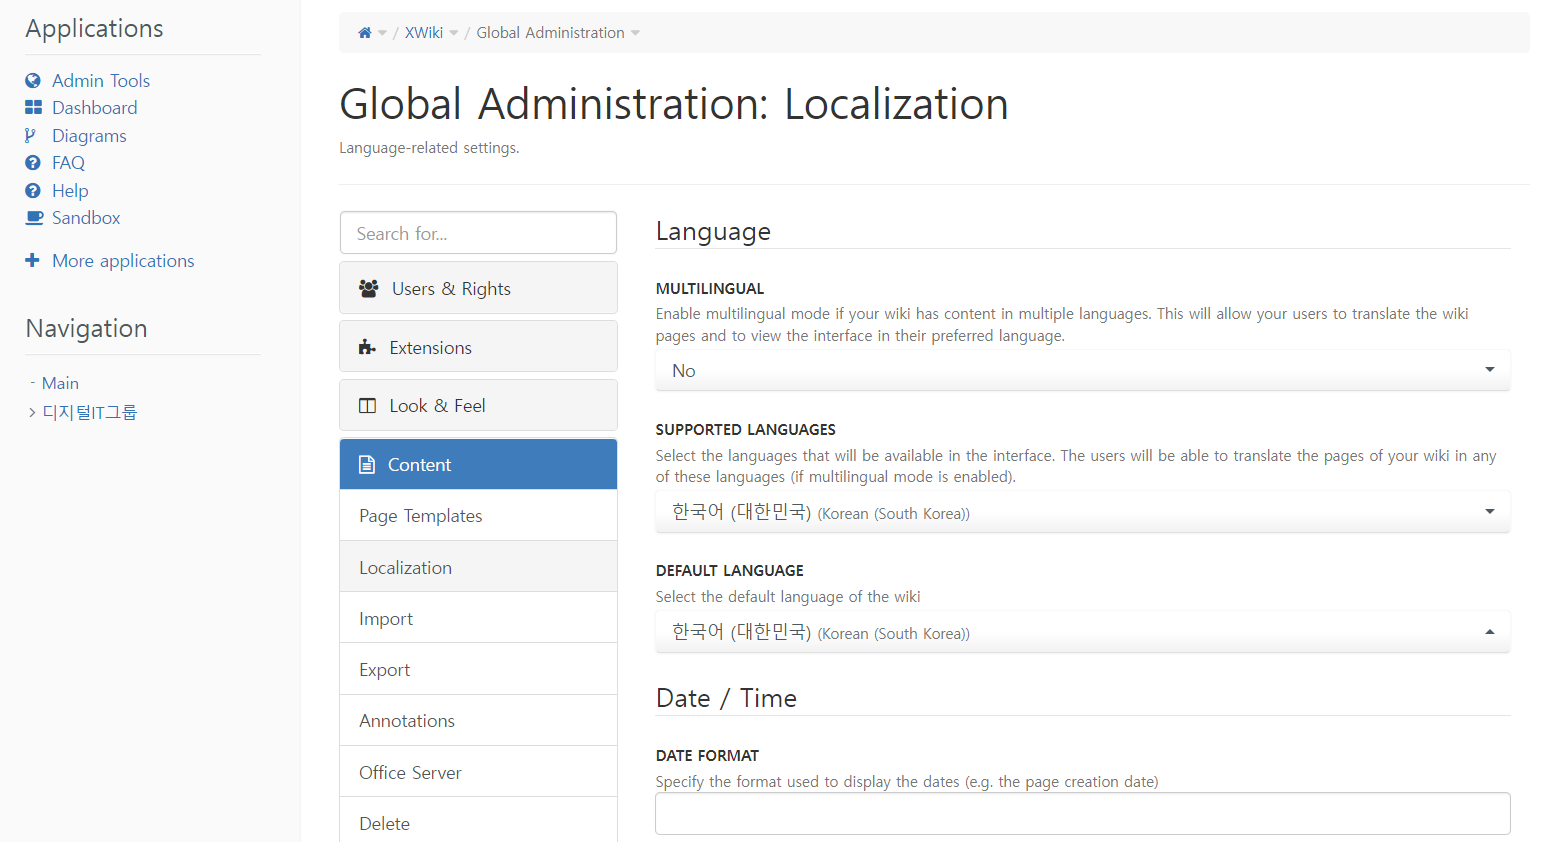 Applications
Admin Tools
Dashboard
Diagrams
FAQ
Help
Sandbox
More applications
Navigation
- Main
디지털IT그룹
/ XWiki / Global Administration
Global Administration: Localization
Language-related settings.
Search for...
Users & Rights
Extensions
Look & Feel
Content
Page Templates
Localization
Import
Export
Annotations
Office Server
Delete
Language
MULTILINGUAL
Enable multilingual mode if your wiki has content in multiple languages. This will allow your users to translate the wiki
pages and to view the interface in their preferred language.
No
SUPPORTED LANGUAGES
Select the languages that will be available in the interface. The users will be able to translate the pages of your wiki in any
of these languages (if multilingual mode is enabled).
한국어 (대한민국) (Korean (South Korea))
DEFAULT LANGUAGE
Select the default language of the wiki
한국어 (대한민국) (Korean (South Korea))
Date / Time
DATE FORMAT
Specify the format used to display the dates (e.g. the page creation date)